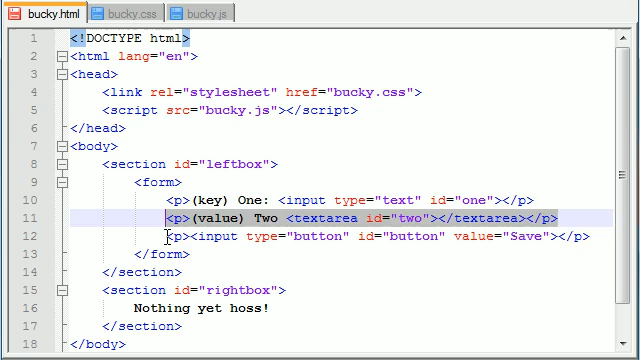 bucky.html bucky.css bucky.js
1 <!DOCTYPE html>
2 <html lang="en">
3 <head>
4 <link rel="stylesheet" href="bucky.css">
5 <script src="bucky.js"></script>
6 </head>
7 <body>
8 <section id="leftbox">
9 <form>
10 <p>(key) One: <input type="text" id="one"></p>
11 <p>(value) Two <textarea id="two"></textarea></p>
12 <p><input type="button" id="button" value="Save"></p>
13 </form>
14 </section>
15 <section id="rightbox">
16 Nothing yet hoss!
17 </section>
18 </body>